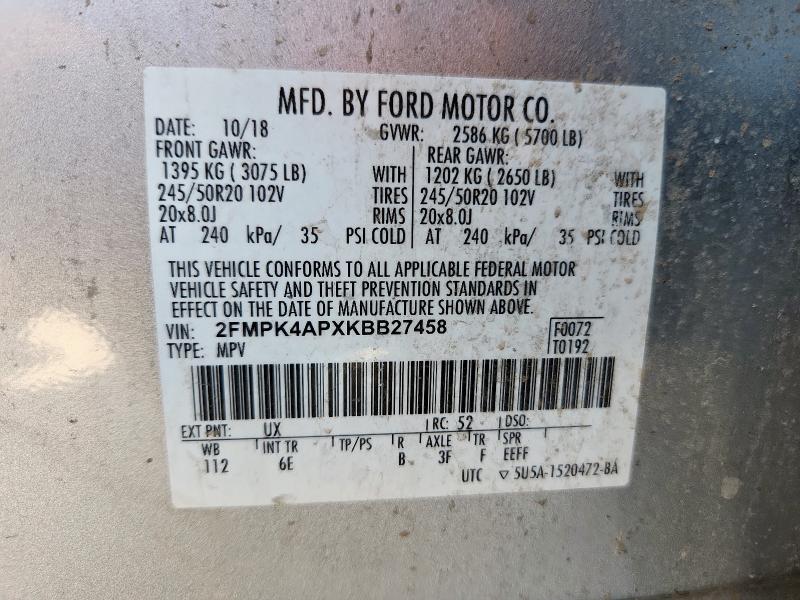 MFD. BY FORD MOTOR CO.
DATE: 10/18 GVWR: 2586 KG ( 5700 LB)
FRONT GAWR: REAR GAWR:
1395 KG ( 3075 LB) WITH 1202 KG ( 2650 LB) WITH
245/50R20 102V TIRES 245/50R20 102V TIRES
20x8.0J RIMS 20x8.0J RIMS
AT 240 kPa/ 35 PSI COLD AT 240 kPa/ 35 PSI COLD
THIS VEHICLE CONFORMS TO ALL APPLICABLE FEDERAL MOTOR
VEHICLE SAFETY AND THEFT PREVENTION STANDARDS IN
EFFECT ON THE DATE OF MANUFACTURE SHOWN ABOVE.
VIN: 2FMPK4APXKBB27458 F0072
TYPE: MPV T0192
EXT PNT: UX RC: 52 DSO:
WB INT TR TP/PS R AXLE TR SPR
112 6E B 3F F EEFF
UTC ▽ 5U5A-1520472-BA